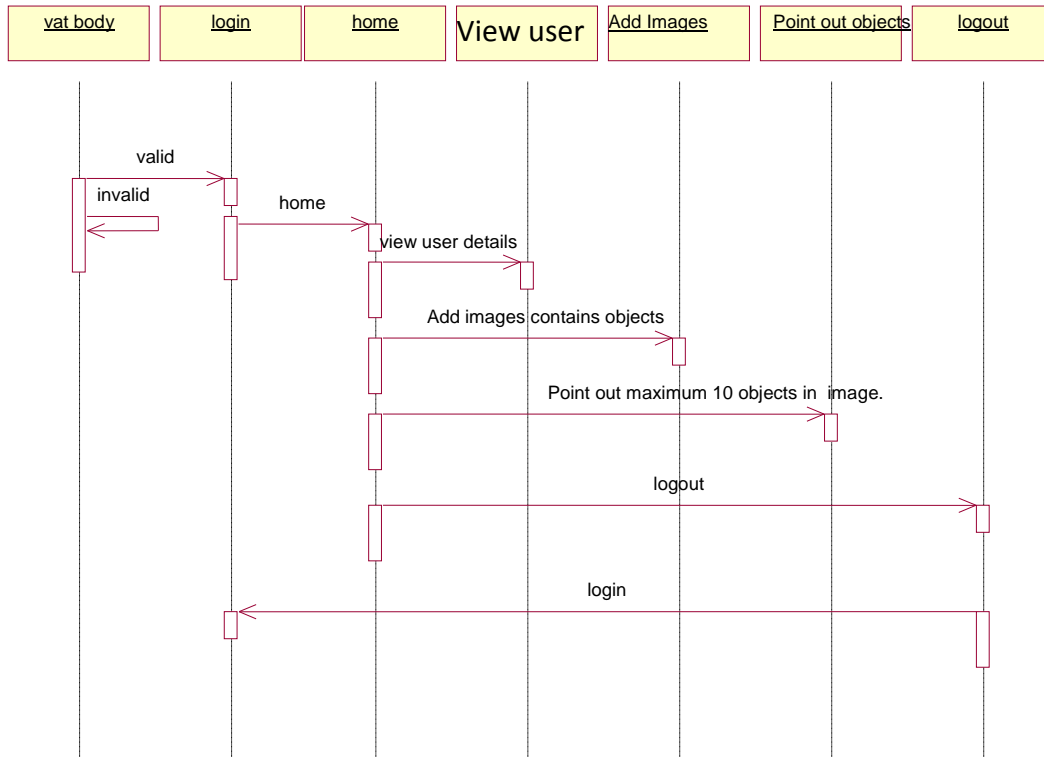 vat body
login
home
View user
Add Images
Point out objects
logout
valid
invalid
home
view user details
Add images contains objects
Point out maximum 10 objects in  image.
logout
login